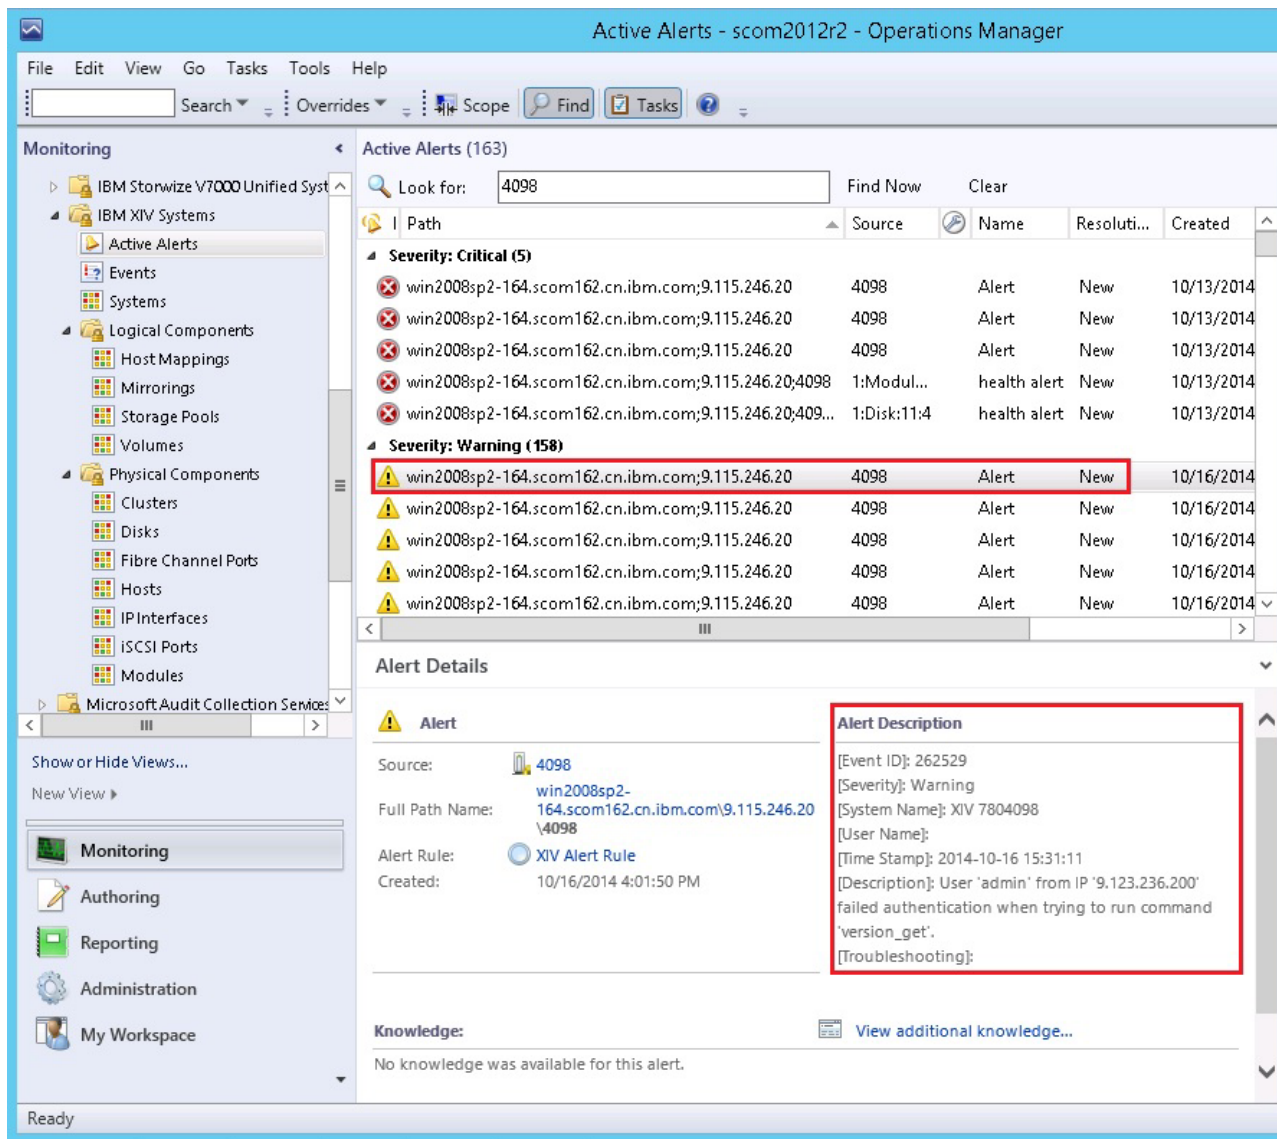 Active Alerts - scom2012r2 - Operations Manager
File Edit View Go Tasks Tools Help
Search Overrides Scope Find Tasks
Monitoring
IBM Storwize V7000 Unified Syst
IBM XIV Systems
Active Alerts
Events
Systems
Logical Components
Host Mappings
Mirrorings
Storage Pools
Volumes
Physical Components
Clusters
Disks
Fibre Channel Ports
Hosts
IP Interfaces
iSCSI Ports
Modules
Microsoft Audit Collection Services
Show or Hide Views...
New View
Monitoring
Authoring
Reporting
Administration
My Workspace
Active Alerts (163)
Look for: 4098 Find Now Clear
I Path Source Name Resoluti... Created
Severity: Critical (5)
win2008sp2-164.scom162.cn.ibm.com;9.115.246.20 4098 Alert New 10/13/2014
win2008sp2-164.scom162.cn.ibm.com;9.115.246.20 4098 Alert New 10/13/2014
win2008sp2-164.scom162.cn.ibm.com;9.115.246.20 4098 Alert New 10/13/2014
win2008sp2-164.scom162.cn.ibm.com;9.115.246.20;4098 1:Modul... health alert New 10/13/2014
win2008sp2-164.scom162.cn.ibm.com;9.115.246.20;409... 1:Disk:11:4 health alert New 10/13/2014
Severity: Warning (158)
win2008sp2-164.scom162.cn.ibm.com;9.115.246.20 4098 Alert New 10/16/2014
win2008sp2-164.scom162.cn.ibm.com;9.115.246.20 4098 Alert New 10/16/2014
win2008sp2-164.scom162.cn.ibm.com;9.115.246.20 4098 Alert New 10/16/2014
win2008sp2-164.scom162.cn.ibm.com;9.115.246.20 4098 Alert New 10/16/2014
win2008sp2-164.scom162.cn.ibm.com;9.115.246.20 4098 Alert New 10/16/2014
Alert Details
Alert
Source: 4098
Full Path Name: win2008sp2-
164.scom162.cn.ibm.com\9.115.246.20
\4098
Alert Rule: XIV Alert Rule
Created: 10/16/2014 4:01:50 PM
Alert Description
[Event ID]: 262529
[Severity]: Warning
[System Name]: XIV 7804098
[User Name]:
[Time Stamp]: 2014-10-16 15:31:11
[Description]: User 'admin' from IP '9.123.236.200'
failed authentication when trying to run command
'version_get'.
[Troubleshooting]:
Knowledge: View additional knowledge...
No knowledge was available for this alert.
Ready